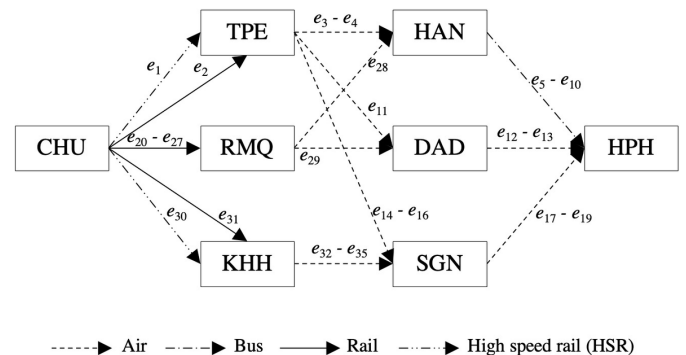 TPE
e3 - e4
HAN
e1
e2
e28
e5 - e10
e11
CHU
e20 - e27
RMQ
e29
DAD
e12 - e13
HPH
e30
e31
e14 - e16
e17 - e19
KHH
e32 - e35
SGN
Air
Bus
Rail
High speed rail (HSR)